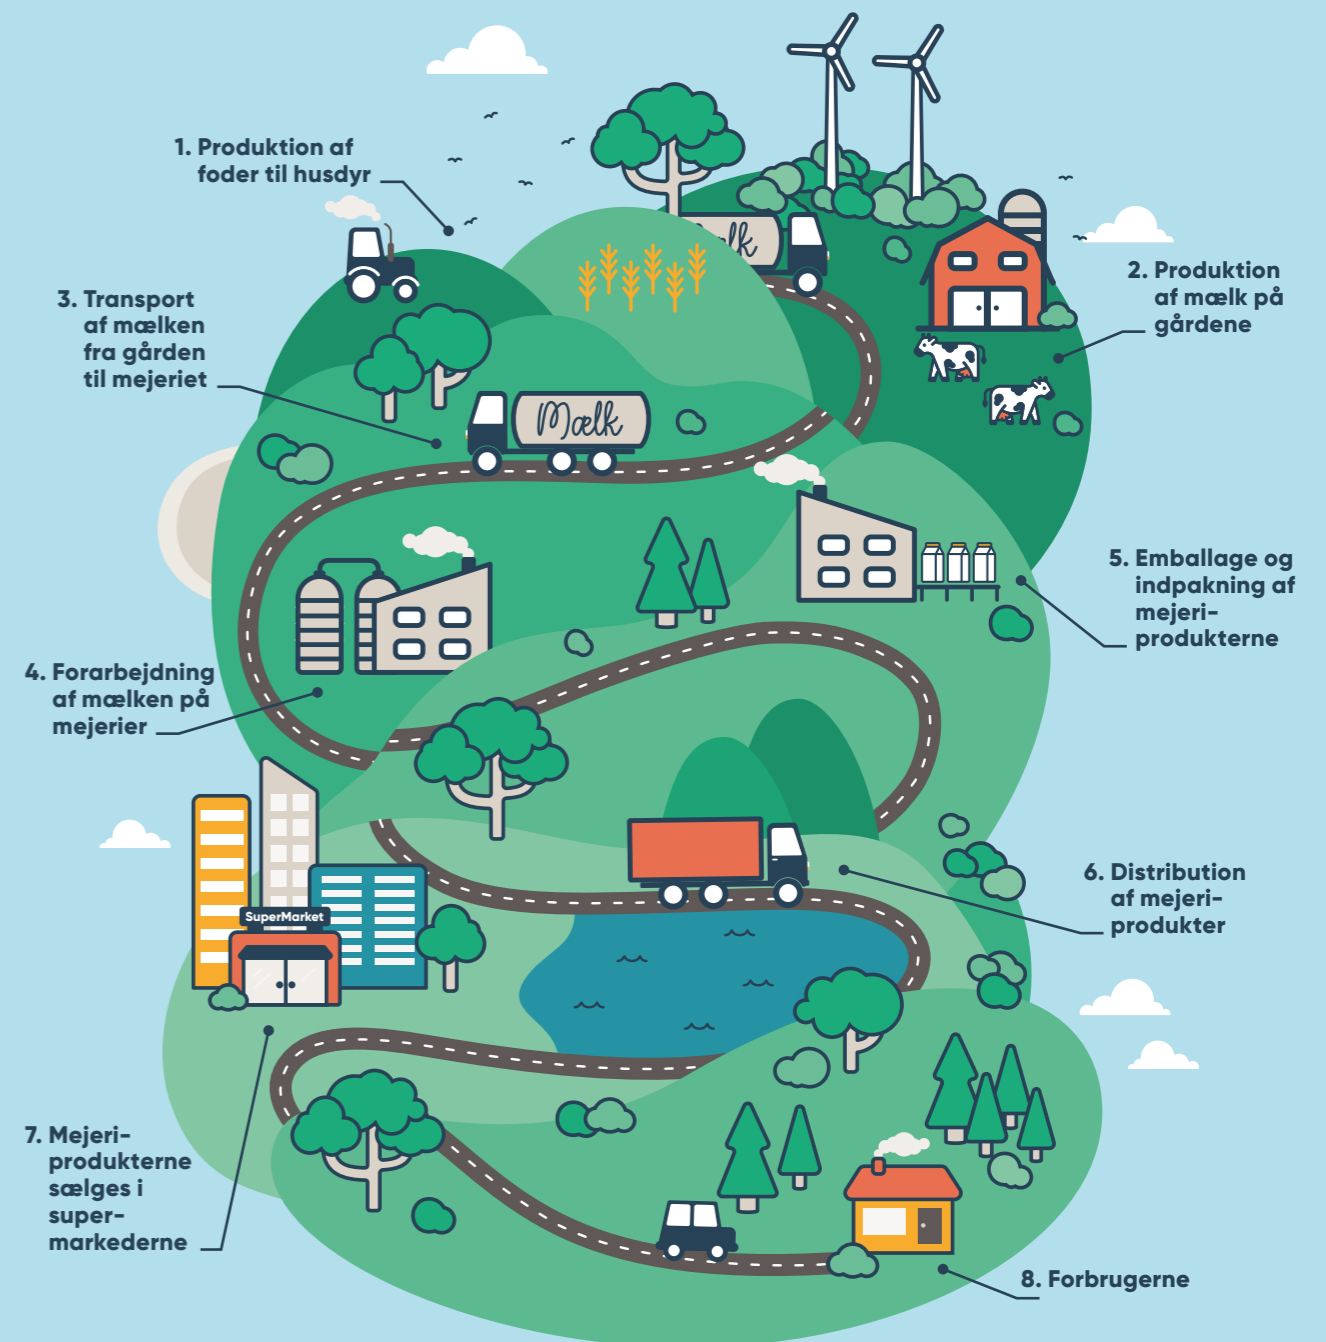 1. Produktion af
foder til husdyr
2. Produktion
af mælk på
gårdene
3. Transport
af mælken
fra gården
til mejeriet
Mælk
4. Forarbejdning
af mælken på
mejerier
5. Emballage og
indpakning af
mejeri-
produkterne
6. Distribution
af mejeri-
produkter
SuperMarket
7. Mejeri-
produkterne
sælges i
super-
markederne
8. Forbrugerne